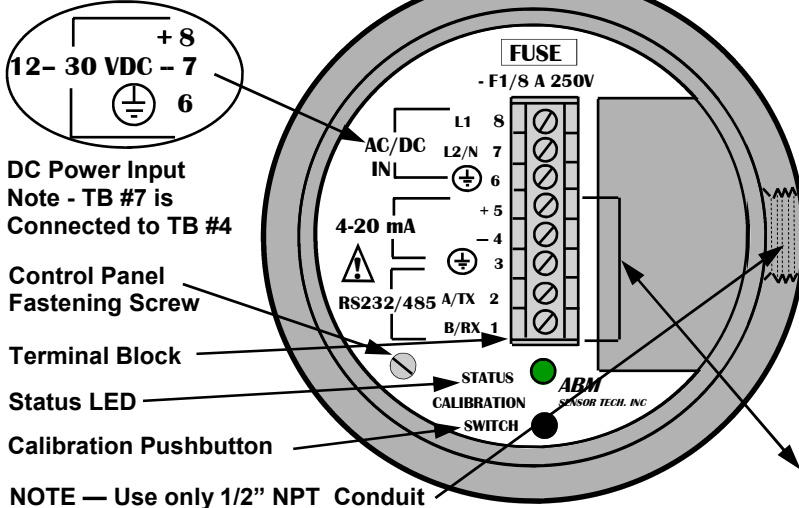 + 8
12– 30 VDC – 7
6
DC Power Input
Note - TB #7 is
Connected to TB #4
Control Panel
Fastening Screw
Terminal Block
Status LED
Calibration Pushbutton
NOTE — Use only 1/2” NPT Conduit
FUSE
- F1/8 A 250V
AC/DC
IN
L1 8
L2/N 7
6
4-20 mA
+ 5
– 4
3
RS232/485
A/TX 2
B/RX 1
STATUS
CALIBRATION
SWITCH
ABM
SENSOR TECH. INC